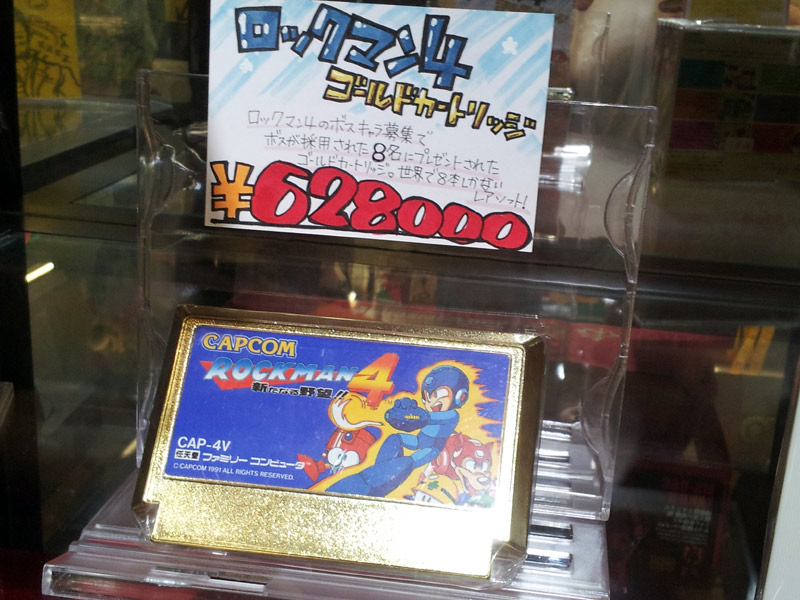 ロックマン4
ゴールドカートリッジ
ロックマン4のボスキャラ募集で
ボスが採用された8名にプレゼントされた
ゴールドカートリッジ。世界で8本しかない
レアソフト!
¥628000
CAPCOM
ROCKMAN 4
新たなる野望!!
CAP-4V
任天堂 ファミリー コンピュータ
© CAPCOM 1991 ALL RIGHTS RESERVED.